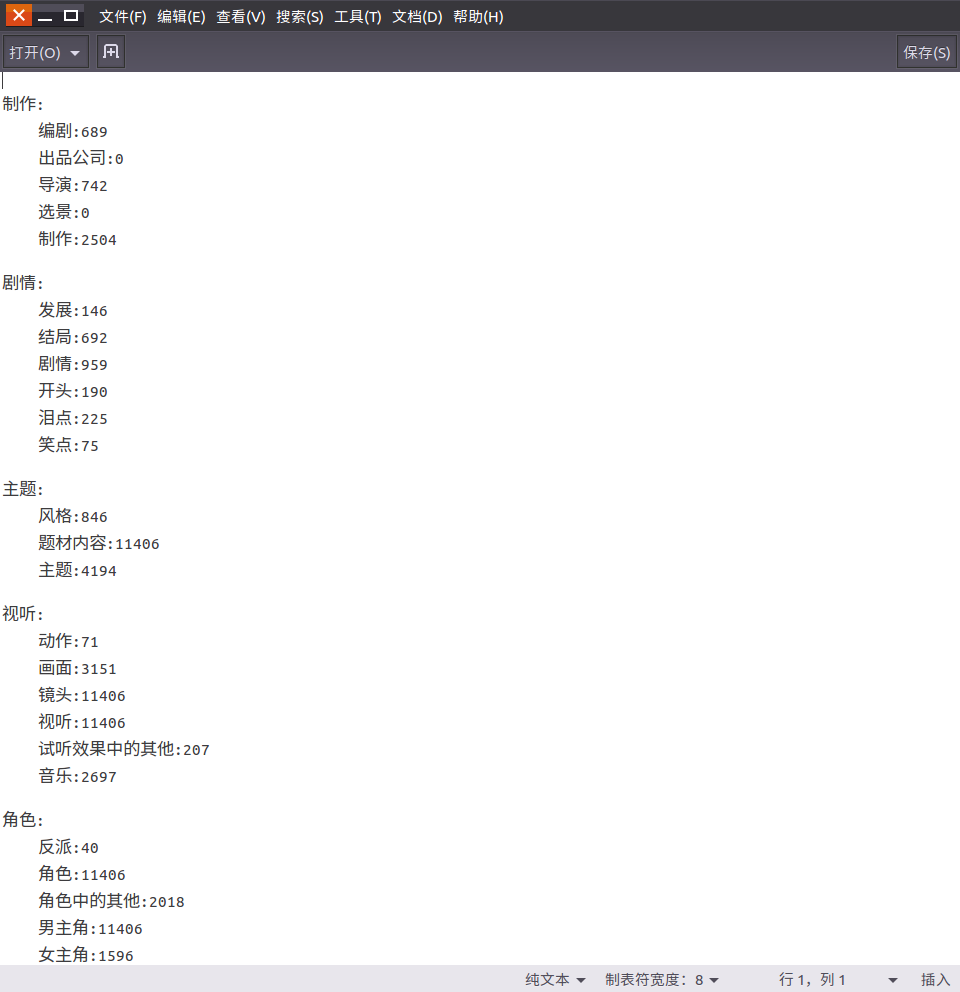 文件(F) 编辑(E) 查看(V) 搜索(S) 工具(T) 文档(D) 帮助(H)
打开(O) 保存(S)
制作:
编剧:689
出品公司:0
导演:742
选景:0
制作:2504
剧情:
发展:146
结局:692
剧情:959
开头:190
泪点:225
笑点:75
主题:
风格:846
题材内容:11406
主题:4194
视听:
动作:71
画面:3151
镜头:11406
视听:11406
试听效果中的其他:207
音乐:2697
角色:
反派:40
角色:11406
角色中的其他:2018
男主角:11406
女主角:1596
纯文本 制表符宽度：8 行 1，列 1 插入